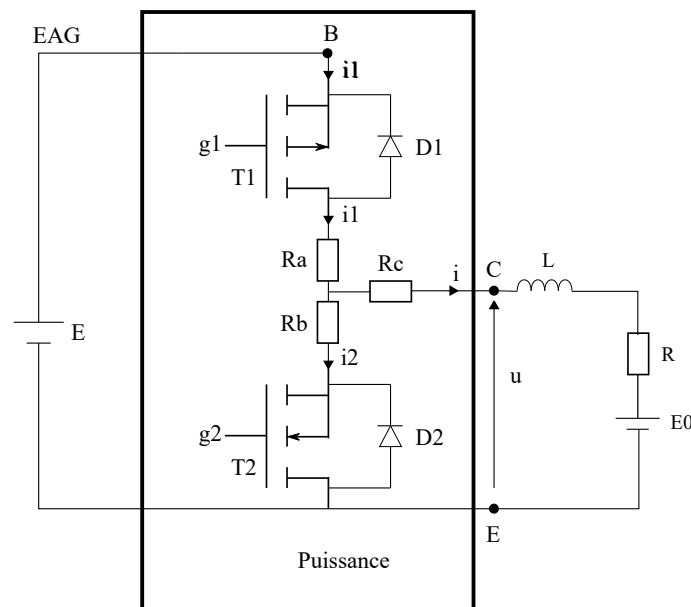 EAG
B
i1
g1
D1
T1
i1
Ra
Rc
i
C
L
E
Rb
R
i2
u
E0
g2
D2
T2
E
Puissance